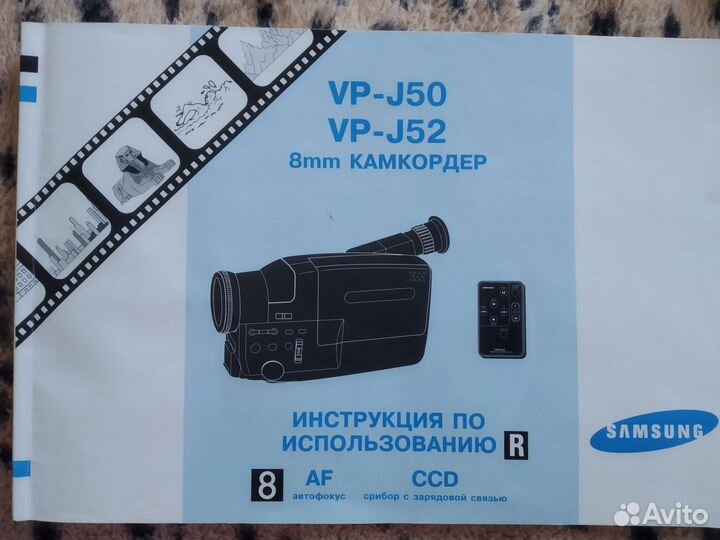 VP-J50
VP-J52
8mm КАМКОРДЕР
ИНСТРУКЦИЯ ПО
ИСПОЛЬЗОВАНИЮ R
8 AF CCD
автофокус срибор с зарядовой связью
SAMSUNG
Avito